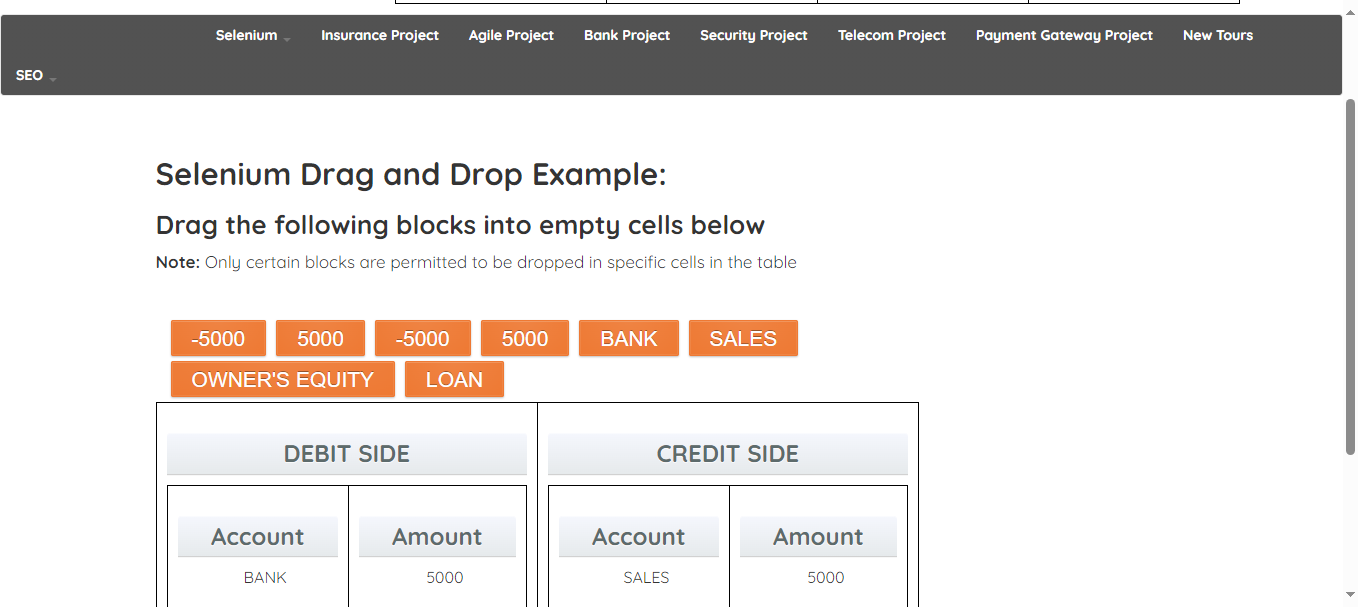 Selenium Insurance Project Agile Project Bank Project Security Project Telecom Project Payment Gateway Project New Tours
SEO
Selenium Drag and Drop Example:
Drag the following blocks into empty cells below
Note: Only certain blocks are permitted to be dropped in specific cells in the table
-5000 5000 -5000 5000 BANK SALES
OWNER'S EQUITY LOAN
DEBIT SIDE CREDIT SIDE
Account Amount Account Amount
BANK 5000 SALES 5000